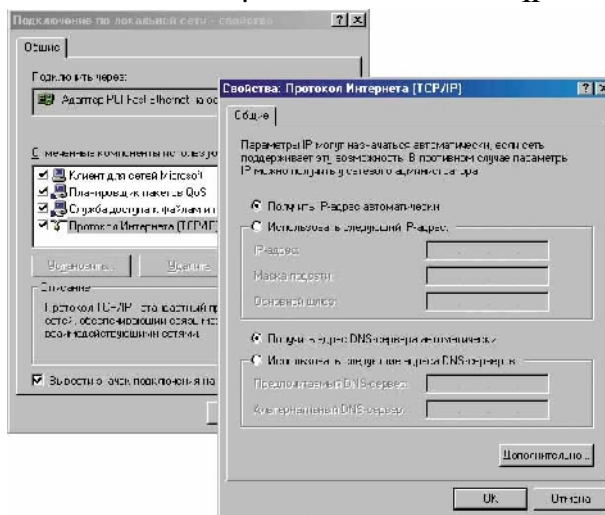 Подключение по локальной сети - свойства
Общие
Подключить через:
Адаптер PCI Fast Ethernet на ос
Отмеченные компоненты использую
Клиент для сетей Microsoft
Планировщик пакетов QoS
Служба доступа к файлам и
Протокол Интернета (TCP/IP)
Установить...
Удалить
Описание
Протокол TCP/IP - стандартный пр
сетей, обеспечивающий связь ме
взаимодействующими сетями.
Вывести значок подключения на
Свойства: Протокол Интернета (TCP/IP)
Общие
Параметры IP могут назначаться автоматически, если сеть
поддерживает эту возможность. В противном случае параметры
IP можно получить у сетевого администратора.
Получить IP-адрес автоматически
Использовать следующий IP-адрес:
IP-адрес:
Маска подсети:
Основной шлюз:
Получить адрес DNS-сервера автоматически
Использовать следующие адреса DNS-серверов:
Предпочитаемый DNS-сервер:
Альтернативный DNS-сервер:
Дополнительно...
OK
Отмена